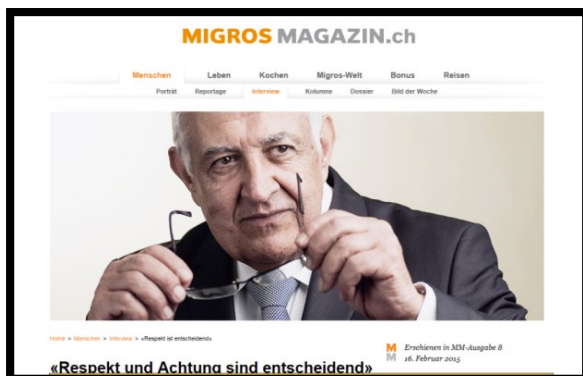 MIGROS MAGAZIN.ch
Menschen Leben Kochen Migros-Welt Bonus Reisen
Porträt Reportage Interview Kolumne Dossier Bild der Woche
Home > Menschen > Interview > «Respekt ist entscheidend»
M Erschienen in MM-Ausgabe 8
M 16. Februar 2015
«Respekt und Achtung sind entscheidend»